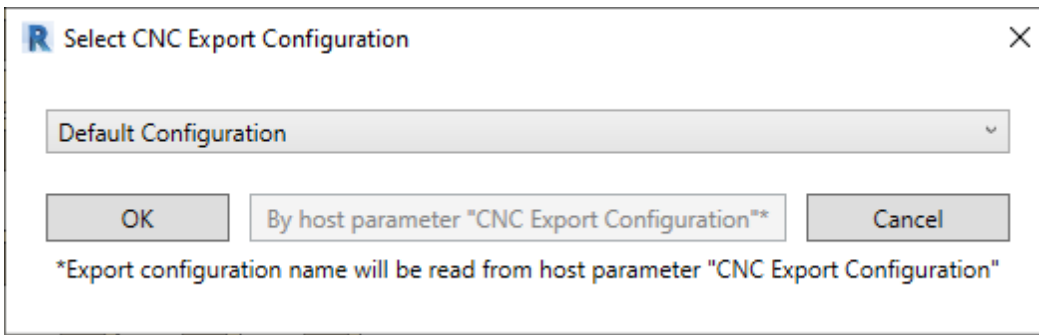 R Select CNC Export Configuration
Default Configuration
OK By host parameter "CNC Export Configuration"* Cancel
*Export configuration name will be read from host parameter "CNC Export Configuration"